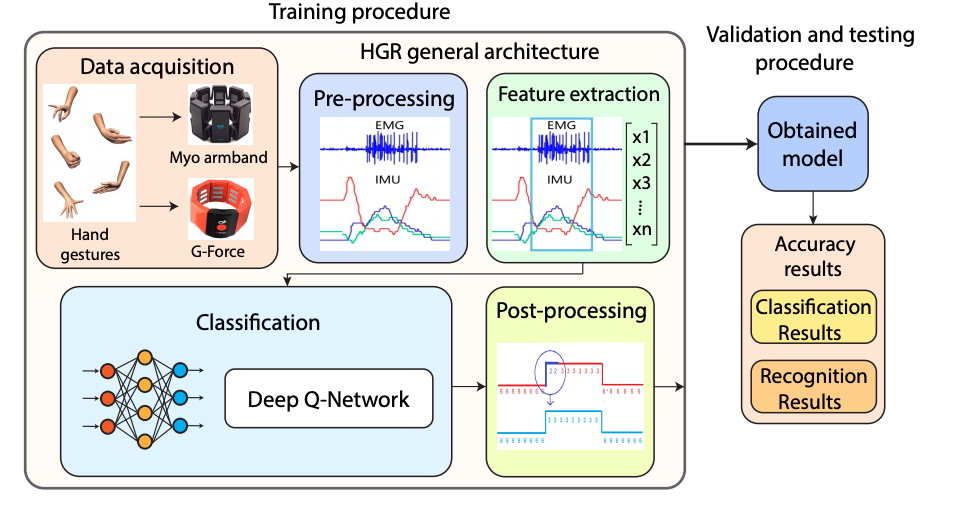 Training procedure
HGR general architecture
Data acquisition
Myo armband
Hand
gestures
G-Force
Pre-processing
EMG
IMU
Feature extraction
EMG
IMU
x1
x2
x3
⋮
xn
Classification
Deep Q-Network
Post-processing
Validation and testing
procedure
Obtained
model
Accuracy
results
Classification
Results
Recognition
Results